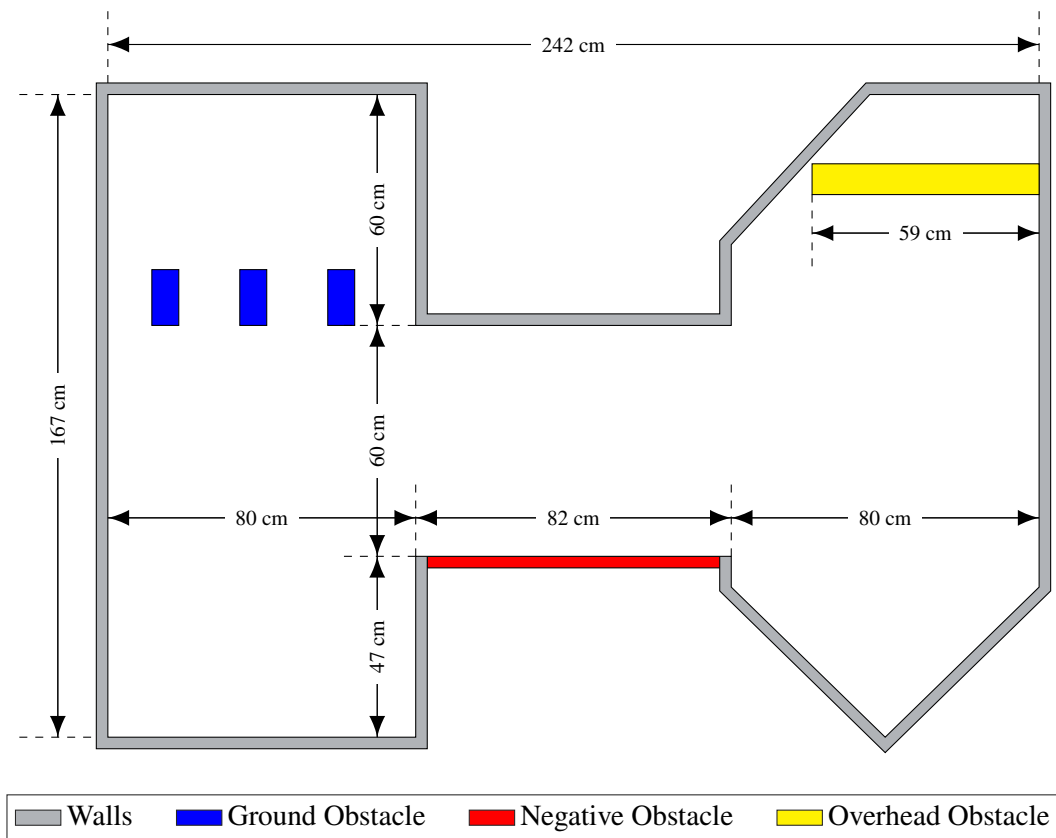 242 cm
60 cm
59 cm
167 cm
60 cm
80 cm
82 cm
80 cm
47 cm
Walls
Ground Obstacle
Negative Obstacle
Overhead Obstacle